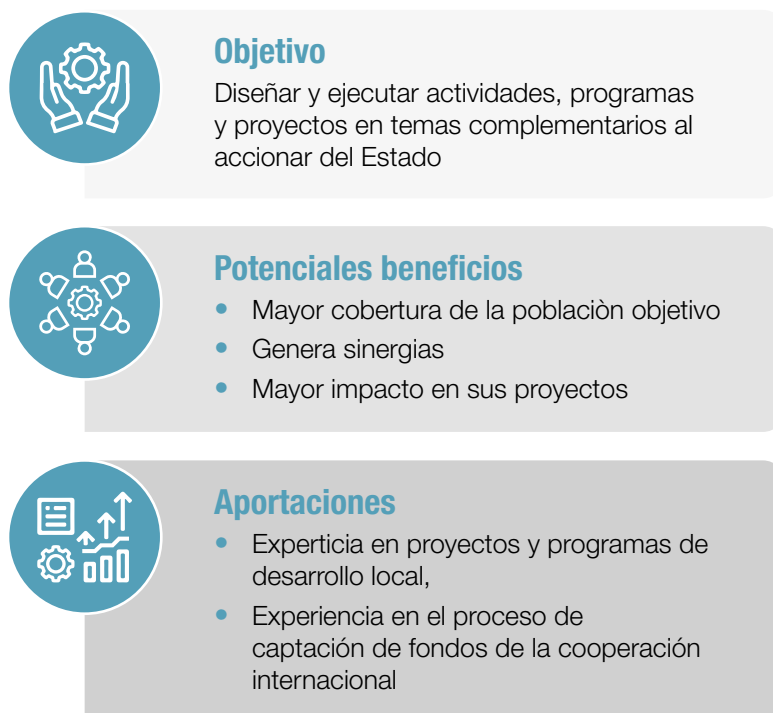 Objetivo
Diseñar y ejecutar actividades, programas
y proyectos en temas complementarios al
accionar del Estado
Potenciales beneficios
• Mayor cobertura de la poblaciòn objetivo
• Genera sinergias
• Mayor impacto en sus proyectos
Aportaciones
• Experticia en proyectos y programas de
desarrollo local,
• Experiencia en el proceso de
captación de fondos de la cooperación
internacional